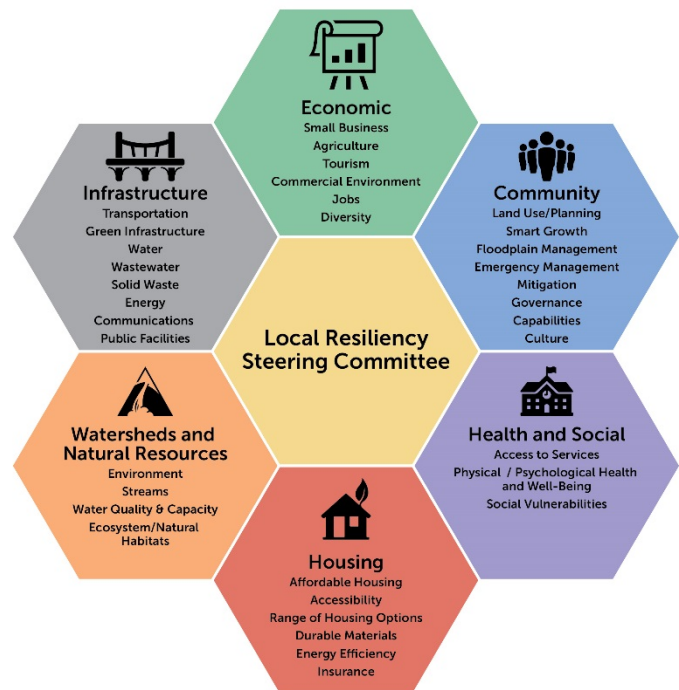 Economic
Small Business
Agriculture
Tourism
Commercial Environment
Jobs
Diversity
Infrastructure
Transportation
Green Infrastructure
Water
Wastewater
Solid Waste
Energy
Communications
Public Facilities
Community
Land Use/Planning
Smart Growth
Floodplain Management
Emergency Management
Mitigation
Governance
Capabilities
Culture
Local Resiliency
Steering Committee
Watersheds and
Natural Resources
Environment
Streams
Water Quality & Capacity
Ecosystem/Natural
Habitats
Health and Social
Access to Services
Physical / Psychological Health
and Well-Being
Social Vulnerabilities
Housing
Affordable Housing
Accessibility
Range of Housing Options
Durable Materials
Energy Efficiency
Insurance